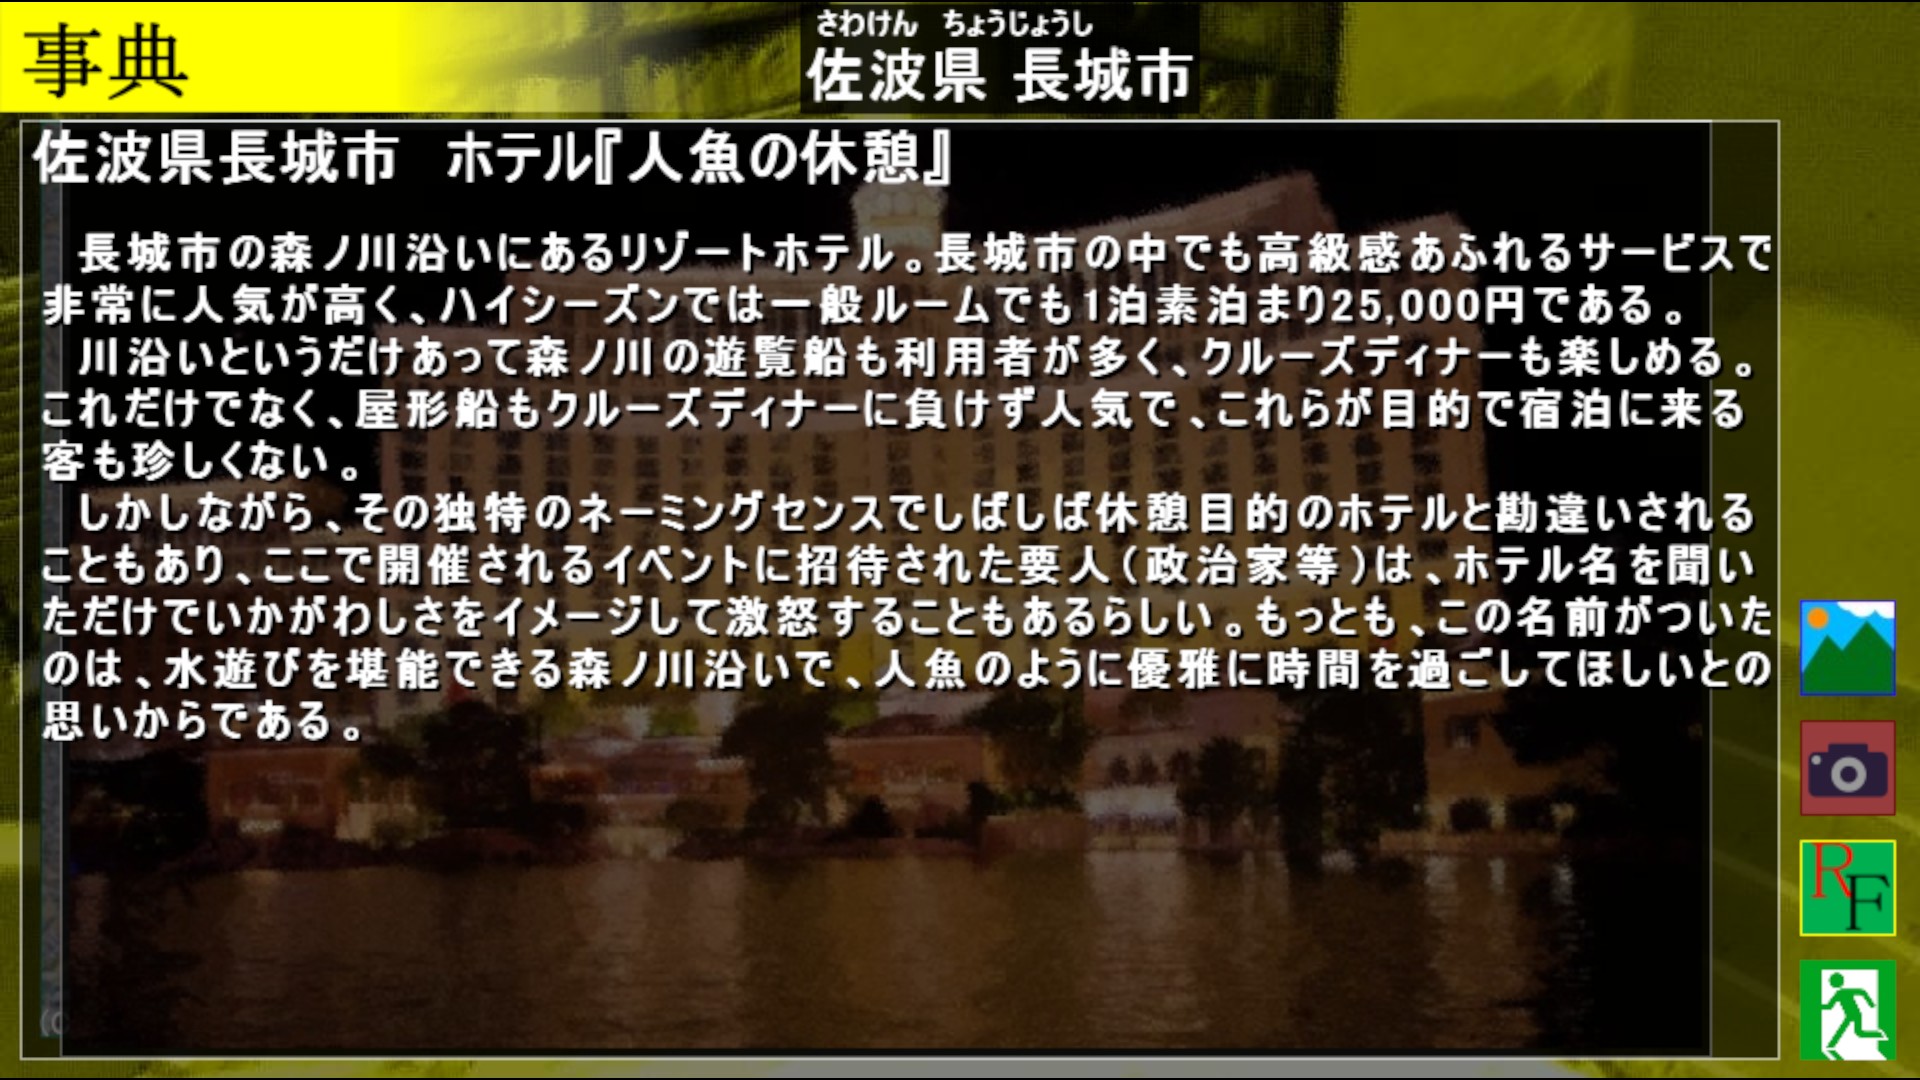 事典
さわけん ちょうじょうし
佐波県 長城市
佐波県長城市　ホテル『人魚の休憩』
　長城市の森ノ川沿いにあるリゾートホテル。長城市の中でも高級感あふれるサービスで
非常に人気が高く、ハイシーズンでは一般ルームでも1泊素泊まり25,000円である。
　川沿いというだけあって森ノ川の遊覧船も利用者が多く、クルーズディナーも楽しめる。
これだけでなく、屋形船もクルーズディナーに負けず人気で、これらが目的で宿泊に来る
客も珍しくない。
　しかしながら、その独特のネーミングセンスでしばしば休憩目的のホテルと勘違いされる
こともあり、ここで開催されるイベントに招待された要人(政治家等)は、ホテル名を聞い
ただけでいかがわしさをイメージして激怒することもあるらしい。もっとも、この名前がついた
のは、水遊びを堪能できる森ノ川沿いで、人魚のように優雅に時間を過ごしてほしいとの
思いからである。
RF